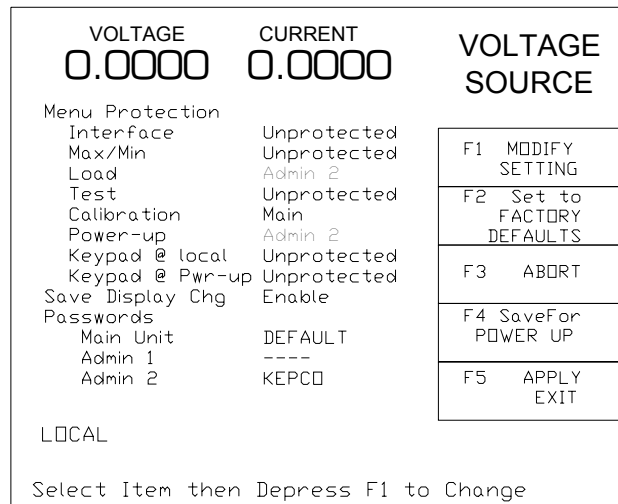 VOLTAGE CURRENT
0.0000 0.0000
VOLTAGE
SOURCE
Menu Protection
Interface Unprotected
Max/Min Unprotected
Load Admin 2
Test Unprotected
Calibration Main
Power-up Admin 2
Keypad @ local Unprotected
Keypad @ Pwr-up Unprotected
Save Display Chg Enable
Passwords
Main Unit DEFAULT
Admin 1 ----
Admin 2 KEPCO
LOCAL
F1 MODIFY
SETTING
F2 Set to
FACTORY
DEFAULTS
F3 ABORT
F4 SaveFor
POWER UP
F5 APPLY
EXIT
Select Item then Depress F1 to Change